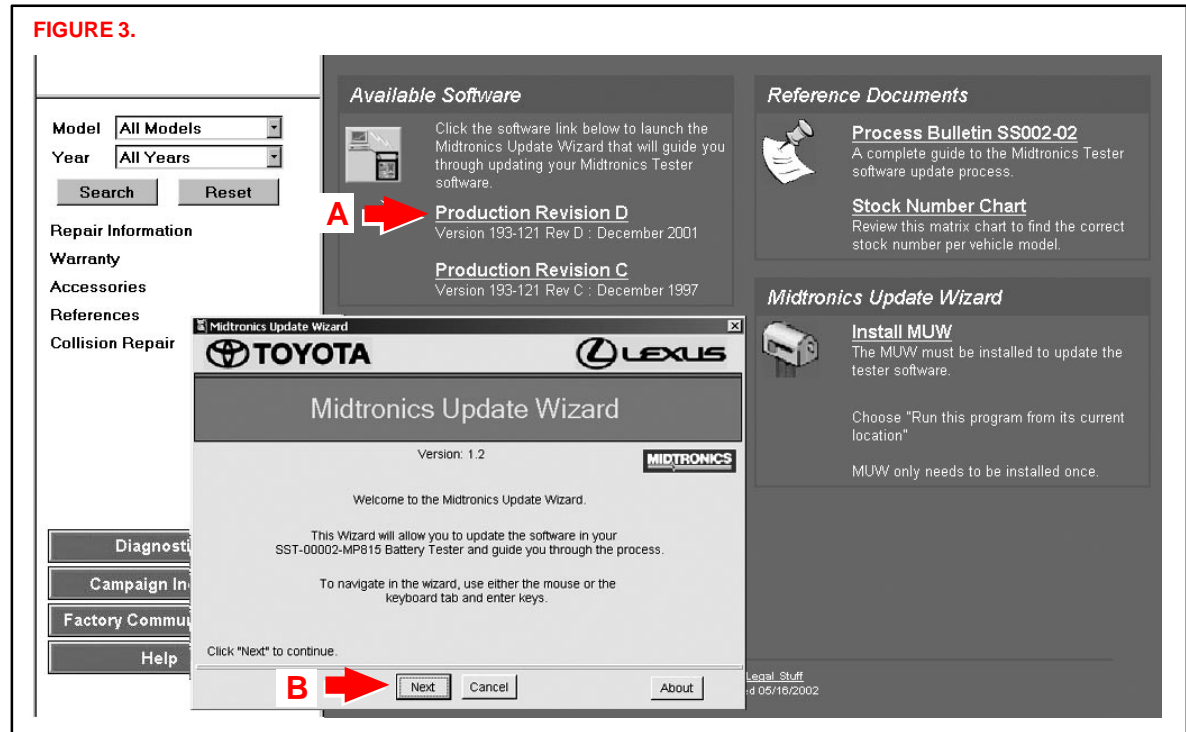 FIGURE 3.
Model All Models
Year All Years
Search Reset
Repair Information
Warranty
Accessories
References
Collision Repair
Diagnosti
Campaign In
Factory Commu
Help
Available Software
Click the software link below to launch the
Midtronics Update Wizard that will guide you
through updating your Midtronics Tester
software.
A
Production Revision D
Version 193-121 Rev D : December 2001
Production Revision C
Version 193-121 Rev C : December 1997
Reference Documents
Process Bulletin SS002-02
A complete guide to the Midtronics Tester
software update process.
Stock Number Chart
Review this matrix chart to find the correct
stock number per vehicle model.
Midtronics Update Wizard
Install MUW
The MUW must be installed to update the
tester software.
Choose "Run this program from its current
location"
MUW only needs to be installed once.
Midtronics Update Wizard
TOYOTA LEXUS
Midtronics Update Wizard
Version: 1.2
MIDTRONICS
Welcome to the Midtronics Update Wizard.
This Wizard will allow you to update the software in your
SST-00002-MP815 Battery Tester and guide you through the process.
To navigate in the wizard, use either the mouse or the
keyboard tab and enter keys.
Click "Next" to continue.
B
Next Cancel About
Legal Stuff
d 05/16/2002